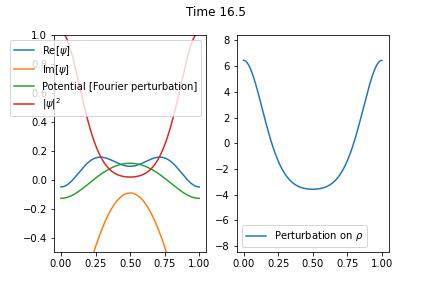 Time 16.5
1.0
0.8
0.6
0.4
0.2
0.0
−0.2
−0.4
Re[ψ]
Im[ψ]
Potential [Fourier perturbation]
|ψ|²
0.00 0.25 0.50 0.75 1.00
8
6
4
2
0
−2
−4
−6
−8
Perturbation on ρ
0.00 0.25 0.50 0.75 1.00